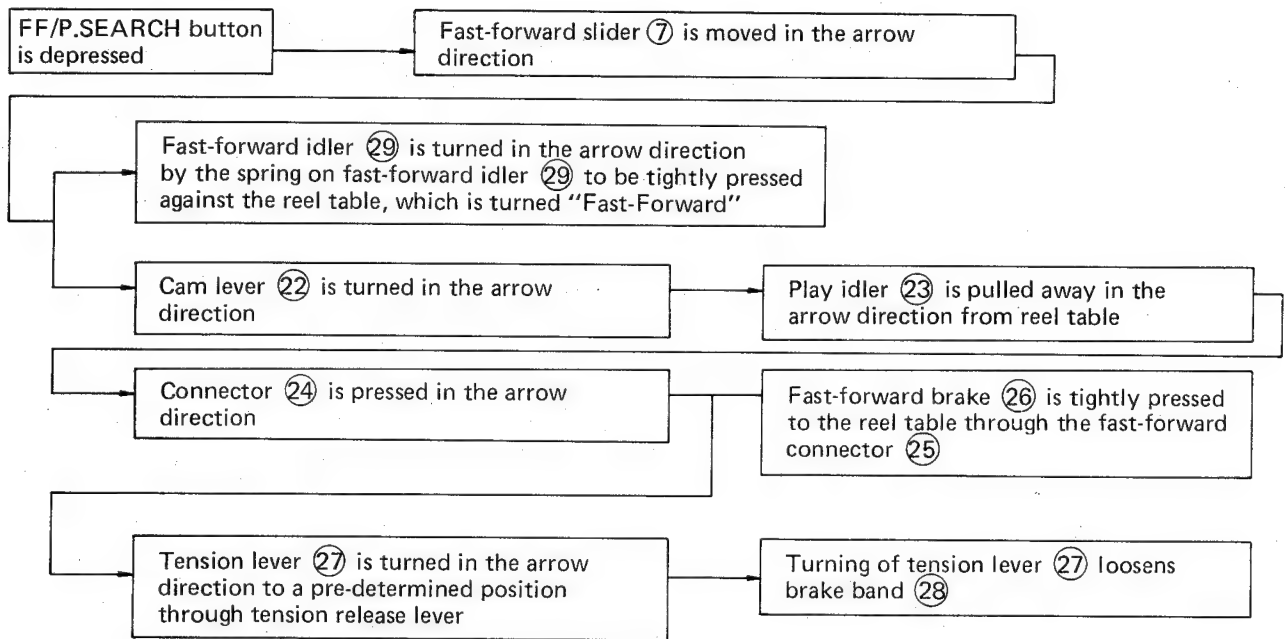 FF/P.SEARCH button
is depressed
Fast-forward slider ⑦ is moved in the arrow
direction
Fast-forward idler ㉙ is turned in the arrow direction
by the spring on fast-forward idler ㉙ to be tightly pressed
against the reel table, which is turned "Fast-Forward"
Cam lever ㉒ is turned in the arrow
direction
Play idler ㉓ is pulled away in the
arrow direction from reel table
Connector ㉔ is pressed in the arrow
direction
Fast-forward brake ㉖ is tightly pressed
to the reel table through the fast-forward
connector ㉕
Tension lever ㉗ is turned in the arrow
direction to a pre-determined position
through tension release lever
Turning of tension lever ㉗ loosens
brake band ㉘